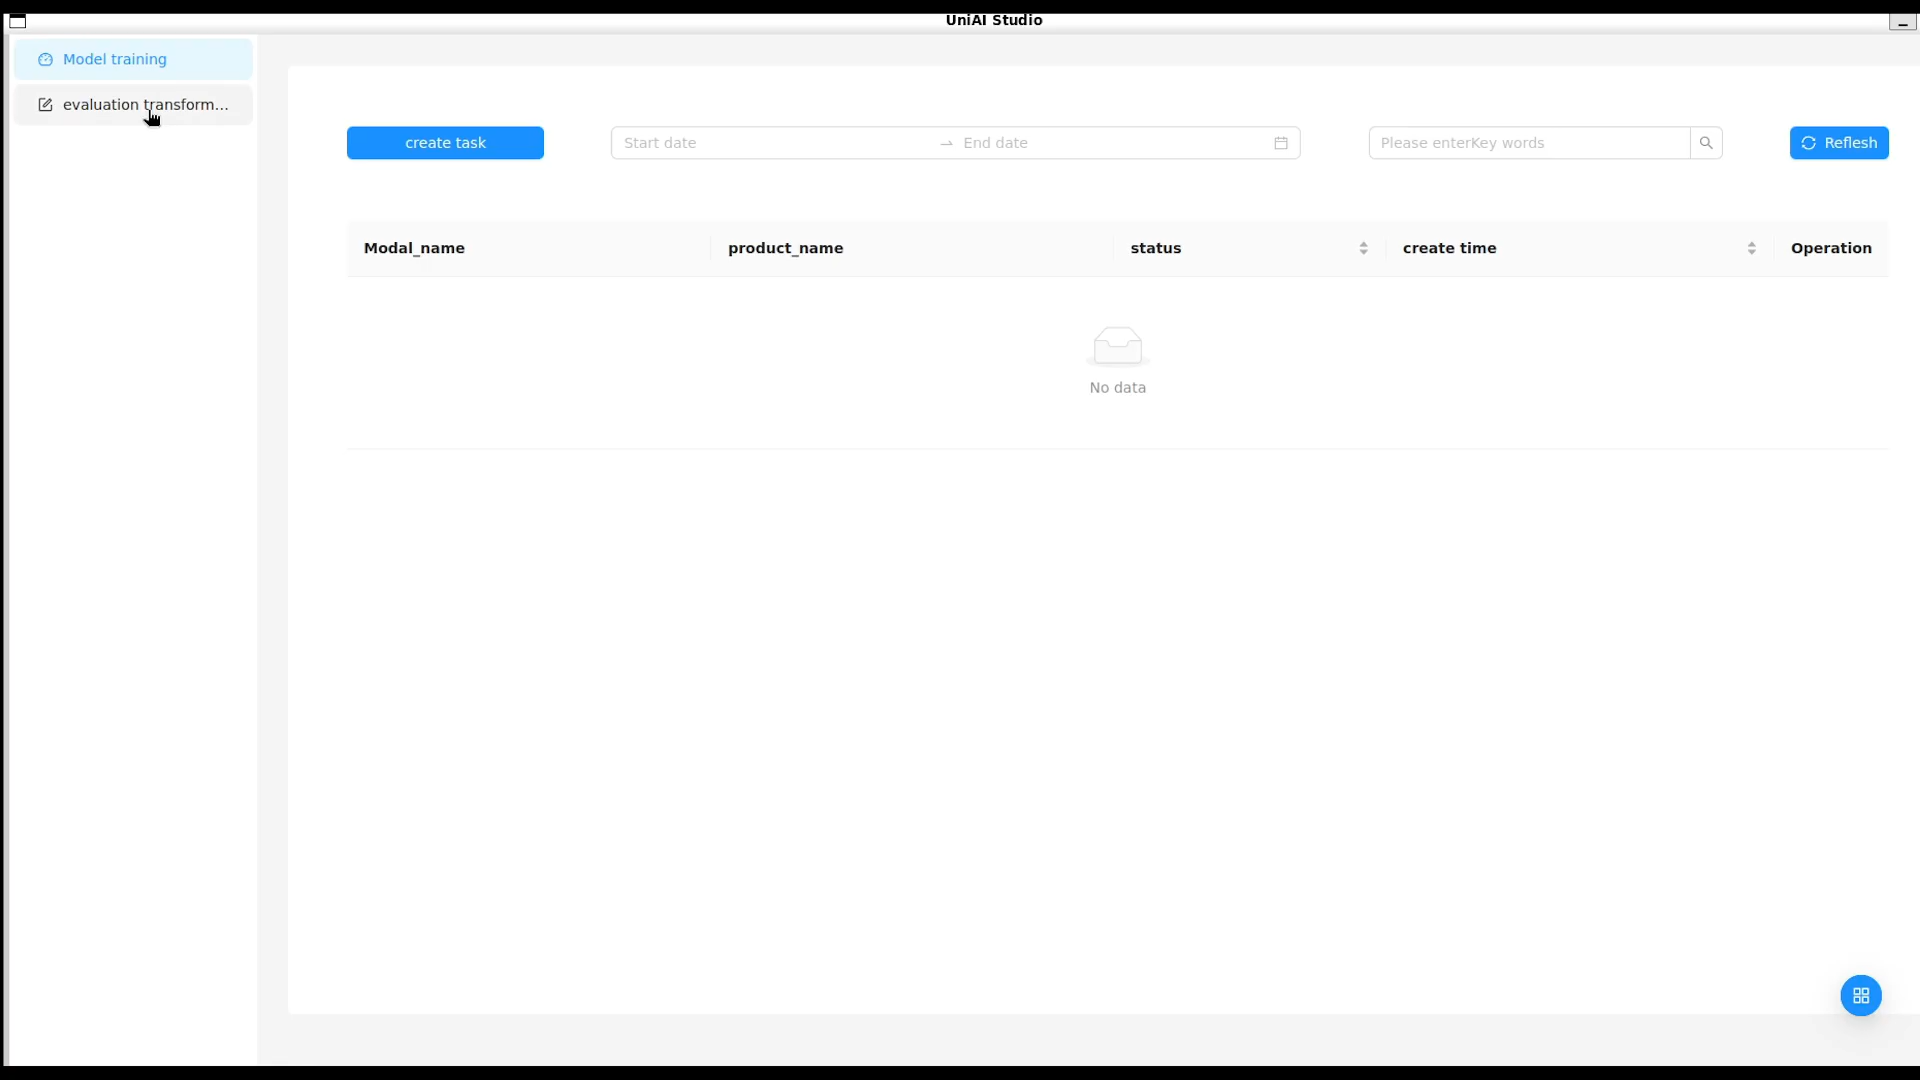 UniAI Studio
Model training
evaluation transform...
create task
Start date
End date
Please enterKey words
Reflesh
Modal_name
product_name
status
create time
Operation
No data